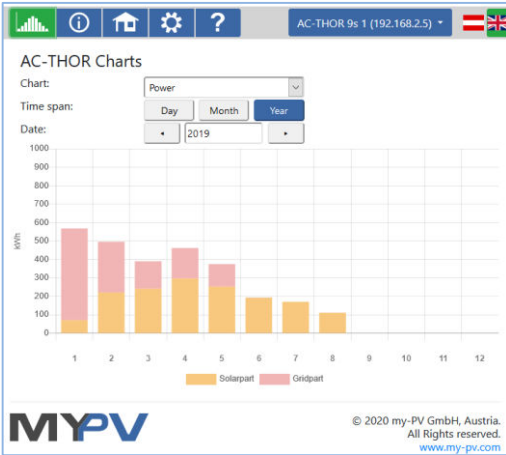 ?
AC-THOR 9s 1 (192.168.2.5)
AC-THOR Charts
Chart:
Power
Time span:
Day Month Year
Date:
2019
1000
900
800
700
600
500
400
300
200
100
0
kWh
1 2 3 4 5 6 7 8 9 10 11 12
Solarpart Gridpart
MYPV
© 2020 my-PV GmbH, Austria.
All Rights reserved.
www.my-pv.com